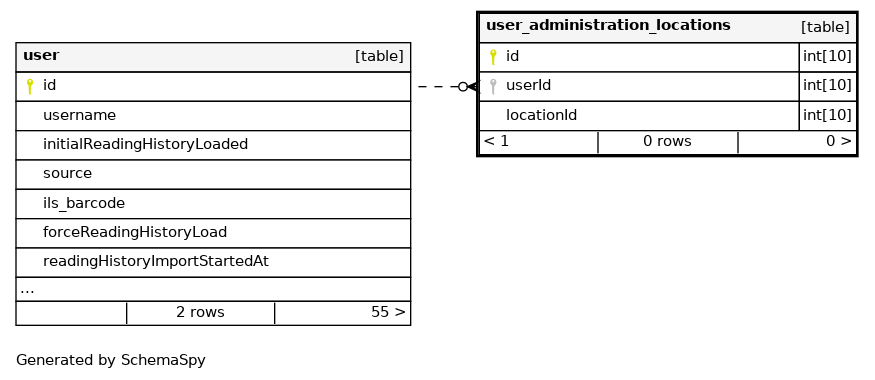 user [table]
id
username
initialReadingHistoryLoaded
source
ils_barcode
forceReadingHistoryLoad
readingHistoryImportStartedAt
...
2 rows 55 >
user_administration_locations [table]
id int[10]
userId int[10]
locationId int[10]
< 1 0 rows 0 >
Generated by SchemaSpy